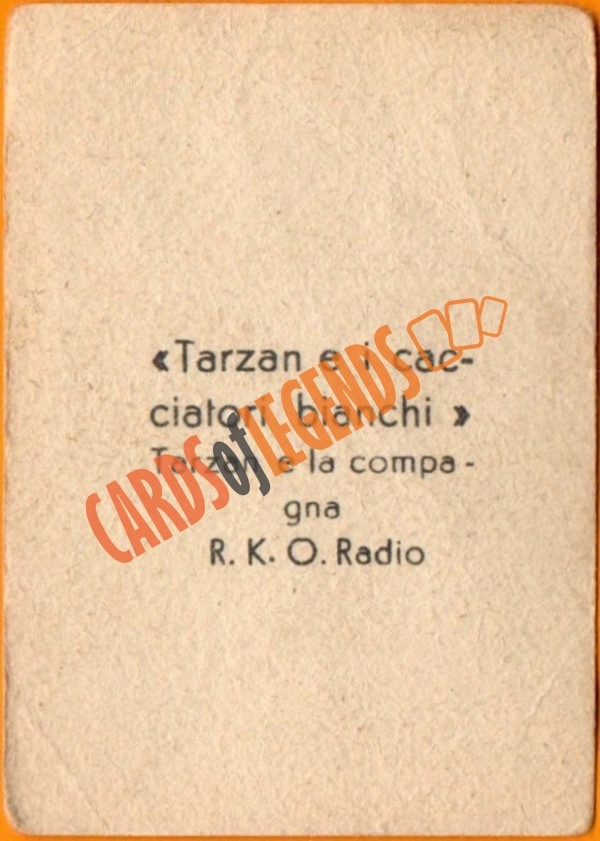 «Tarzan e i cac-
ciatori bianchi »
Tarzan e la compa-
gna
R. K. O. Radio
CARDS of LEGENDS